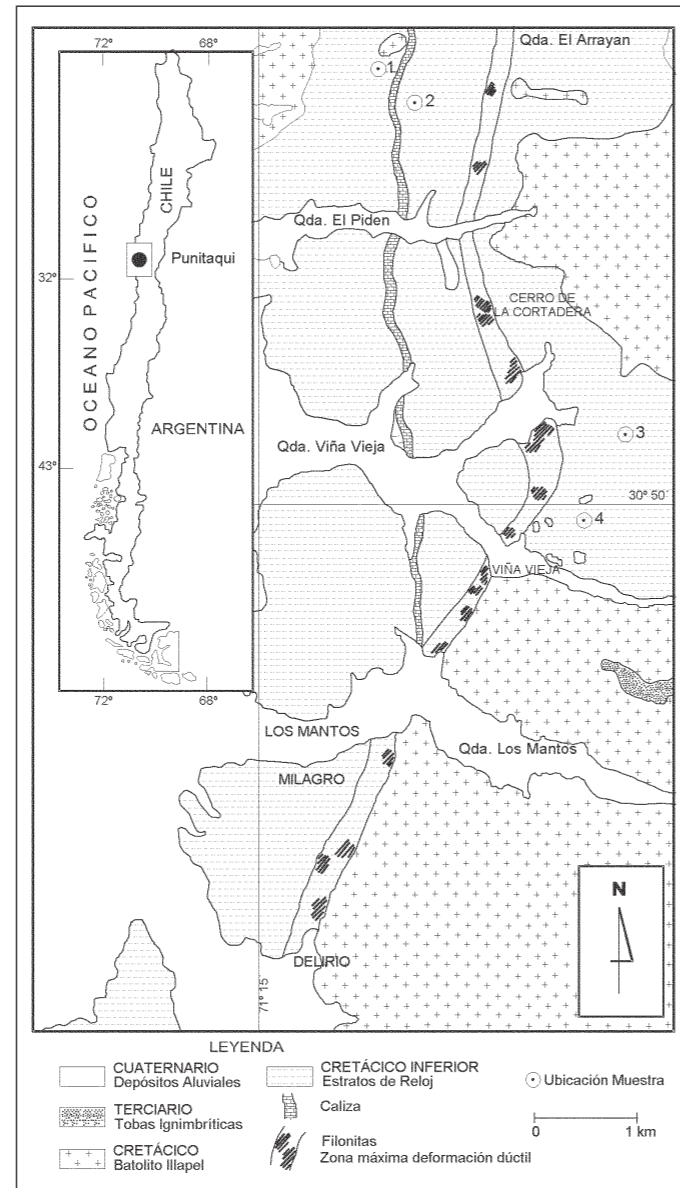 72°
68°
Qda. El Arrayan
1
2
CHILE
OCEANO PACIFICO
Qda. El Piden
Punitaqui
32°
CERRO DE
LA CORTADERA
ARGENTINA
Qda. Viña Vieja
3
43°
30° 50´
4
VIÑA VIEJA
72°
68°
LOS MANTOS
Qda. Los Mantos
MILAGRO
N
DELIRIO
71° 15
LEYENDA
CUATERNARIO
Depósitos Aluviales
TERCIARIO
Tobas Ignimbríticas
CRETÁCICO
Batolito Illapel
CRETÁCICO INFERIOR
Estratos de Reloj
Caliza
Filonitas
Zona máxima deformación dúctil
Ubicación Muestra
0
1 km